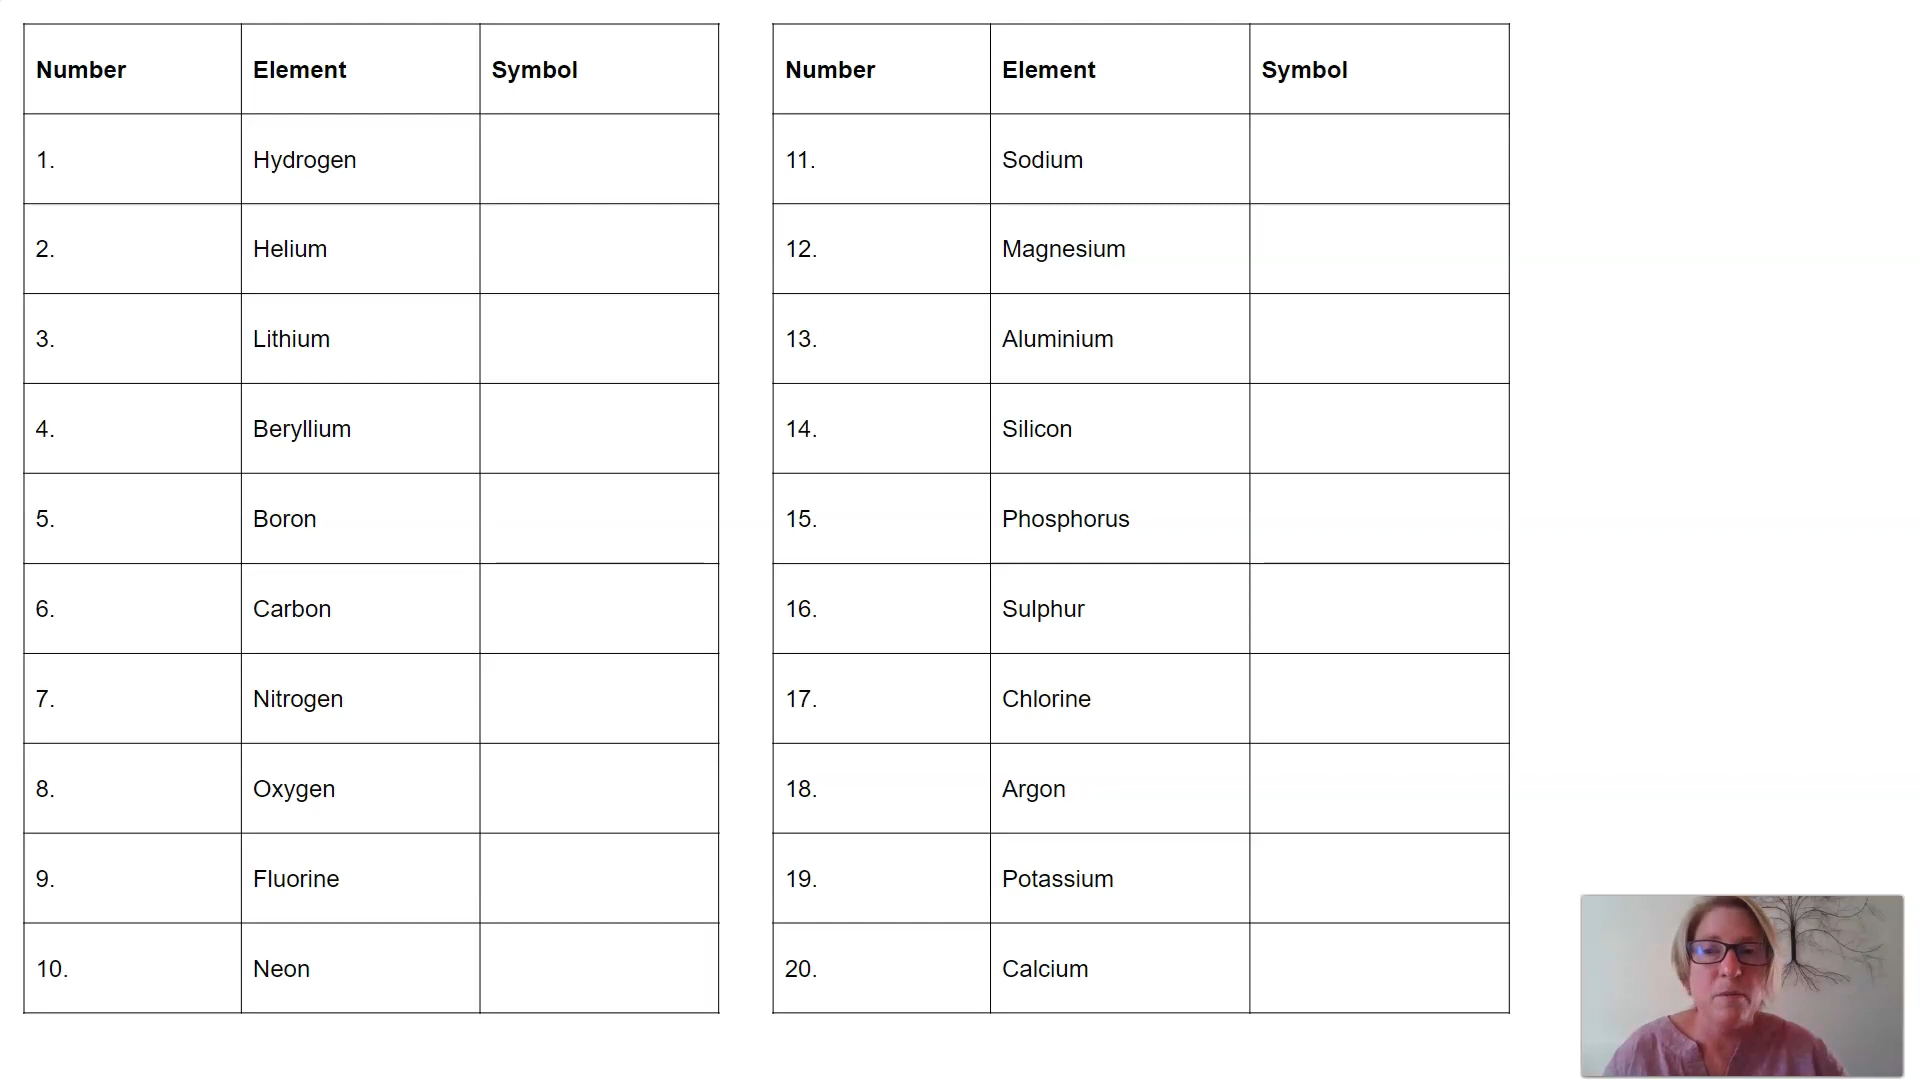 Number Element Symbol
1. Hydrogen
2. Helium
3. Lithium
4. Beryllium
5. Boron
6. Carbon
7. Nitrogen
8. Oxygen
9. Fluorine
10. Neon
Number Element Symbol
11. Sodium
12. Magnesium
13. Aluminium
14. Silicon
15. Phosphorus
16. Sulphur
17. Chlorine
18. Argon
19. Potassium
20. Calcium